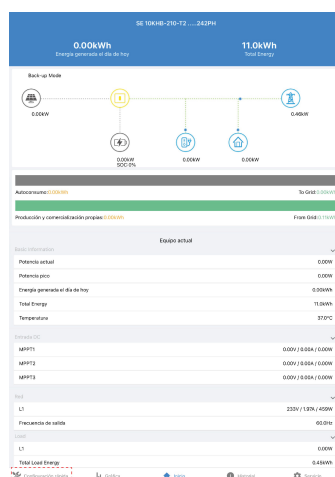 SE 10KHB-210-T2 .....242PH
0.00kWh
Energía generada el día de hoy
11.0kWh
Total Energy
Back-up Mode
0.00kW
0.46kW
0.00kW
SOC:0%
0.00kW
0.00kW
Autoconsumo:0.00kWh
To Grid:0.00kWh
Producción y comercialización propias:0.00kWh
From Grid:0.11kWh
Equipo actual
Basic Information
Potencia actual
0.00W
Potencia pico
0.00W
Energía generada el día de hoy
0.00kWh
Total Energy
11.0kWh
Temperatura
37.0°C
Entrada DC
MPPT1
0.00V / 0.00A / 0.00W
MPPT2
0.00V / 0.00A / 0.00W
MPPT3
0.00V / 0.00A / 0.00W
Red
L1
233V / 1.97A / 459W
Frecuencia de salida
60.0Hz
Load
L1
0.00W
Total Load Energy
0.45kWh
Configuración rápida
Gráfico
Inicio
Servicio